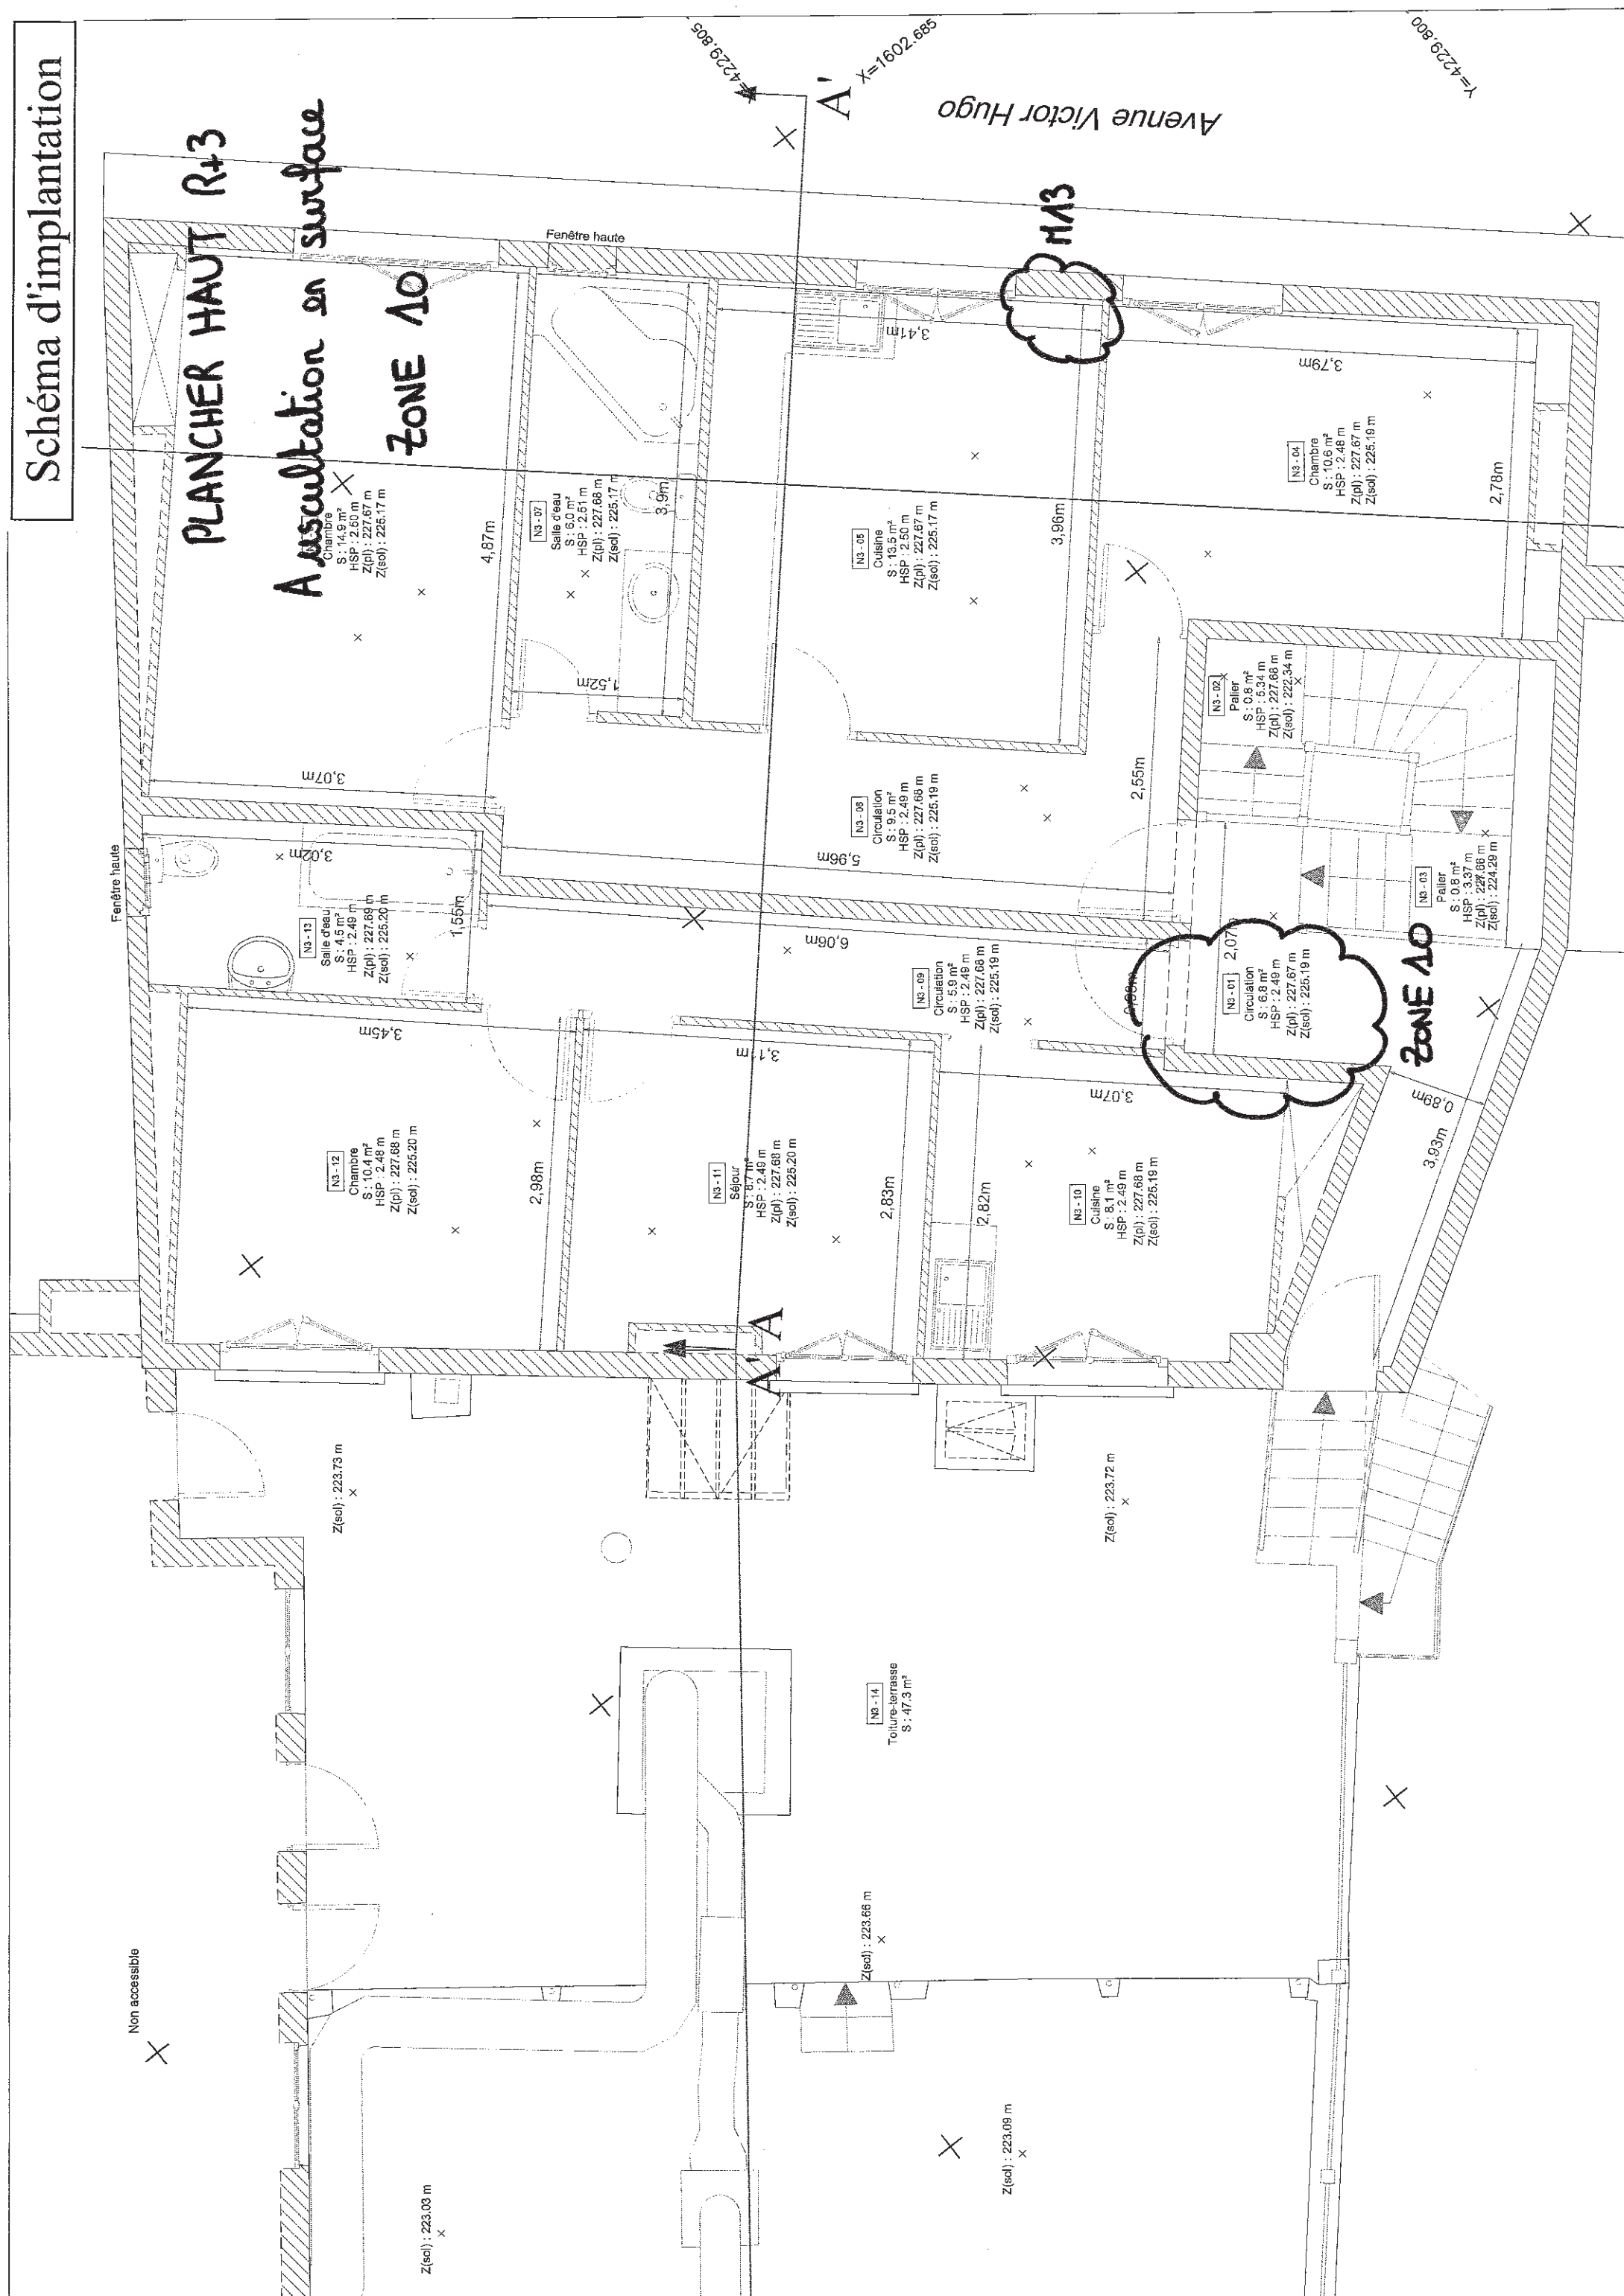 Schéma d'implantation
PLANCHER HAUT R+3
Auscultation en surface
ZONE 10
Y=4229.805
X=1602.685
Y=4229.800
A'
Avenue Victor Hugo
Fenêtre haute
M13
Chambre
S : 14.9 m²
HSP : 2.50 m
Z(pl) : 227.67 m
Z(sol) : 225.17 m
4,87m
3,07m
N3 - 07
Salle d'eau
S : 6.0 m²
HSP : 2.51 m
Z(pl) : 227.68 m
Z(sol) : 225.17 m
3,9m
1,52m
N3 - 05
Cuisine
S : 13.5 m²
HSP : 2.50 m
Z(pl) : 227.67 m
Z(sol) : 225.17 m
3,41m
3,96m
N3 - 04
Chambre
S : 10.6 m²
HSP : 2.48 m
Z(pl) : 227.67 m
Z(sol) : 225.19 m
3,79m
2,78m
N3 - 02
Palier
S : 0.8 m²
HSP : 5.34 m
Z(pl) : 227.68 m
Z(sol) : 222.34 m
N3 - 06
Circulation
S : 9.5 m²
HSP : 2.49 m
Z(pl) : 227.68 m
Z(sol) : 225.19 m
5,96m
2,55m
N3 - 03
Palier
S : 0.8 m²
HSP : 3.37 m
Z(pl) : 227.66 m
Z(sol) : 224.29 m
Fenêtre haute
N3 - 13
Salle d'eau
S : 4.5 m²
HSP : 2.49 m
Z(pl) : 227.69 m
Z(sol) : 225.20 m
3,02m
1,55m
N3 - 09
Circulation
S : 5.9 m²
HSP : 2.49 m
Z(pl) : 227.68 m
Z(sol) : 225.19 m
6,06m
N3 - 01
Circulation
S : 6.8 m²
HSP : 2.49 m
Z(pl) : 227.67 m
Z(sol) : 225.19 m
ZONE 10
0,89m
3,93m
N3 - 12
Chambre
S : 10.4 m²
HSP : 2.48 m
Z(pl) : 227.68 m
Z(sol) : 225.20 m
3,45m
2,98m
N3 - 11
Séjour
S : 8.7 m²
HSP : 2.49 m
Z(pl) : 227.68 m
Z(sol) : 225.20 m
3,11m
2,83m
N3 - 10
Cuisine
S : 8.1 m²
HSP : 2.49 m
Z(pl) : 227.68 m
Z(sol) : 225.19 m
3,07m
2,82m
A
A'
Z(sol) : 223.73 m
Z(sol) : 223.72 m
N3 - 14
Toiture-terrasse
S : 47.3 m²
Z(sol) : 223.66 m
Non accessible
Z(sol) : 223.03 m
Z(sol) : 223.09 m